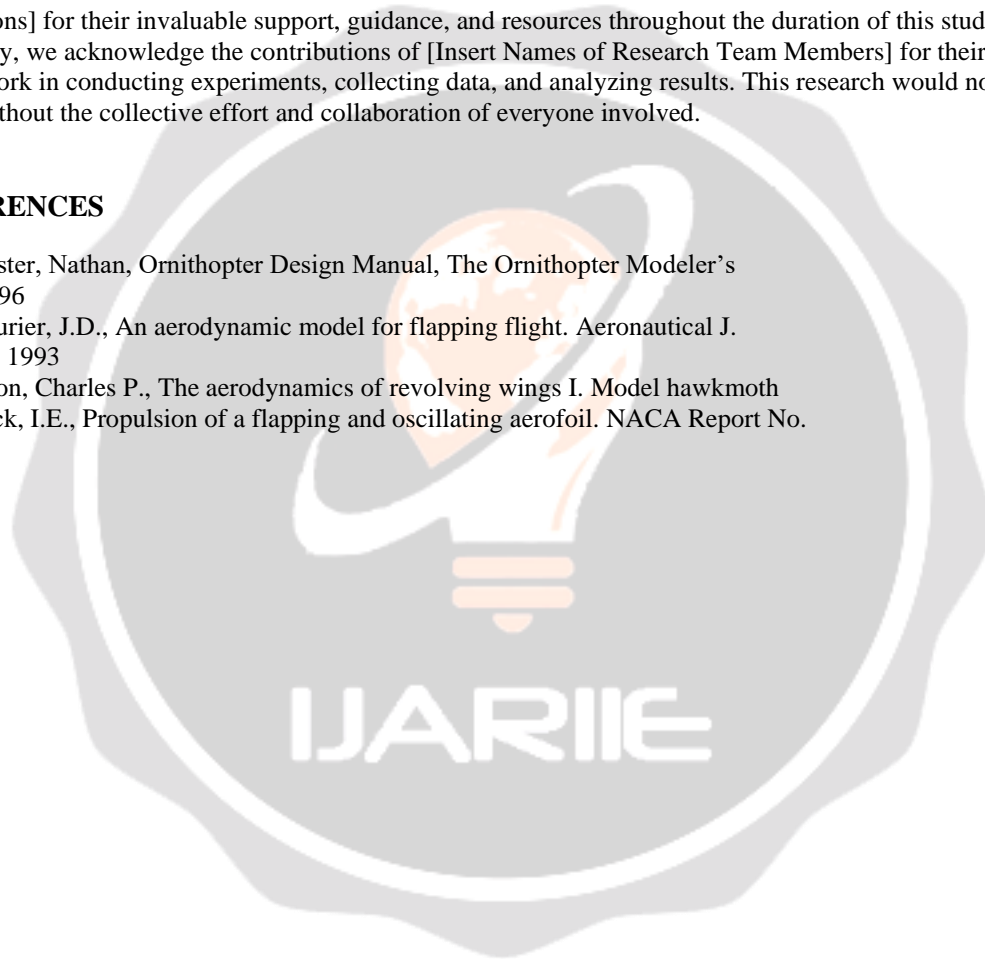 ons] for their invaluable support, guidance, and resources throughout the duration of this stud
y, we acknowledge the contributions of [Insert Names of Research Team Members] for their
ork in conducting experiments, collecting data, and analyzing results. This research would no
thout the collective effort and collaboration of everyone involved.
RENCES
ster, Nathan, Ornithopter Design Manual, The Ornithopter Modeler’s
96
urier, J.D., An aerodynamic model for flapping flight. Aeronautical J.
1993
on, Charles P., The aerodynamics of revolving wings I. Model hawkmoth
ck, I.E., Propulsion of a flapping and oscillating aerofoil. NACA Report No.
IJARIIE